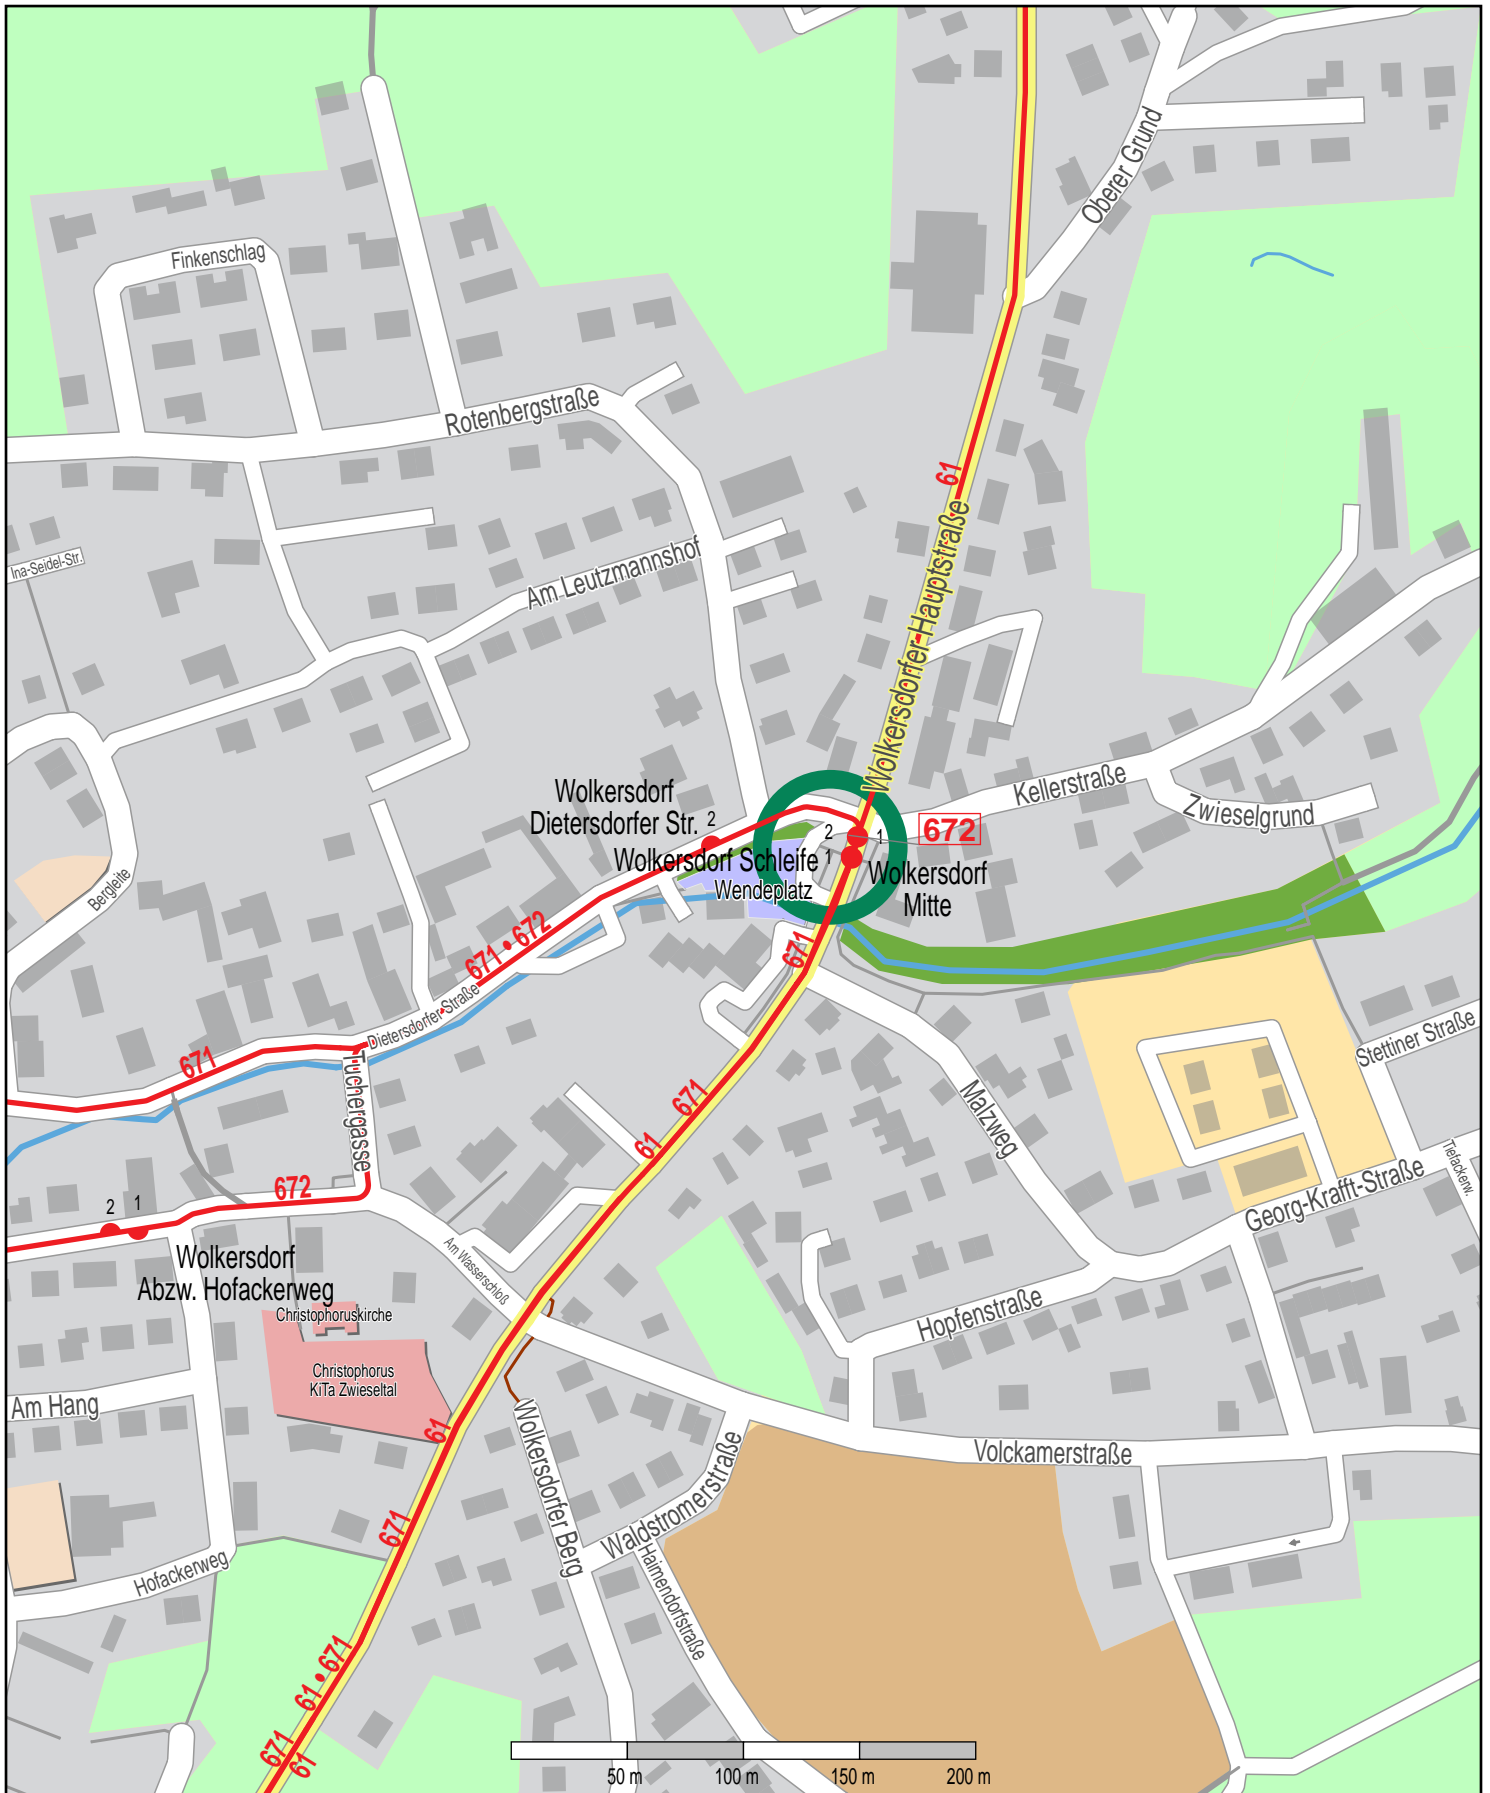 Oberer Grund
Finkenschlag
Rotenbergstraße
61
Wolkersdorfer Hauptstraße
Ina-Seidel-Str.
Am Leutzmannshof
Wolkersdorf
Dietersdorfer Str. 2
Kellerstraße
Zwieselgrund
2
1
672
Wolkersdorf Schleife
1
Wendeplatz
Wolkersdorf
Mitte
Bergleite
671 • 672
671
Dietersdorfer Straße
671
Tuchergasse
Stettiner Straße
671
61
Malzweg
Tiefackerw.
Georg-Krafft-Straße
672
2 1
Wolkersdorf
Abzw. Hofackerweg
Am Wasserschloß
Christophoruskirche
Hopfenstraße
Christophorus
KiTa Zwieseltal
Am Hang
61
Wolkersdorfer Berg
Volckamerstraße
Waldstromerstraße
671
Hofackerweg
Haimendorfstraße
61 • 671
671
61
50 m 100 m 150 m 200 m